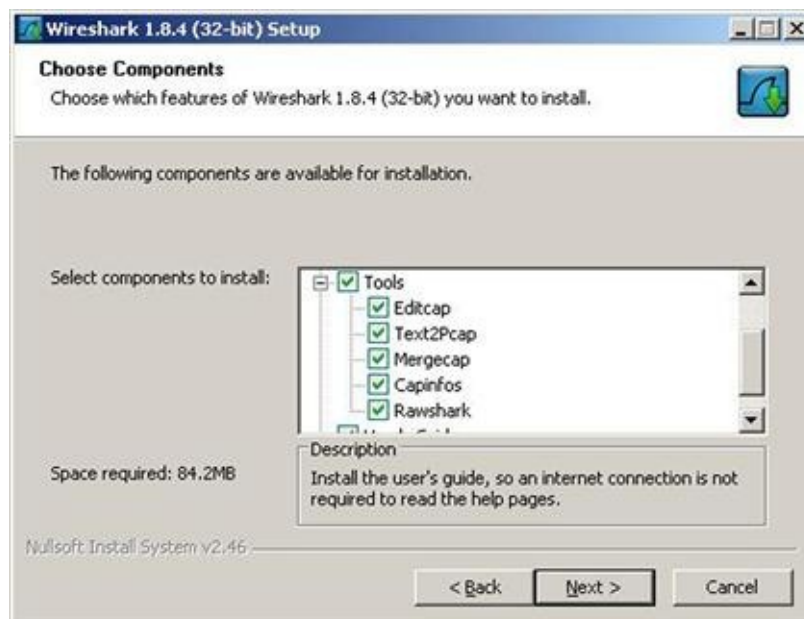 Wireshark 1.8.4 (32-bit) Setup
Choose Components
Choose which features of Wireshark 1.8.4 (32-bit) you want to install.
The following components are available for installation.
Select components to install:
Tools
Editcap
Text2Pcap
Mergecap
Capinfos
Rawshark
Description
Install the user's guide, so an internet connection is not
required to read the help pages.
Space required: 84.2MB
Nullsoft Install System v2.46
< Back
Next >
Cancel